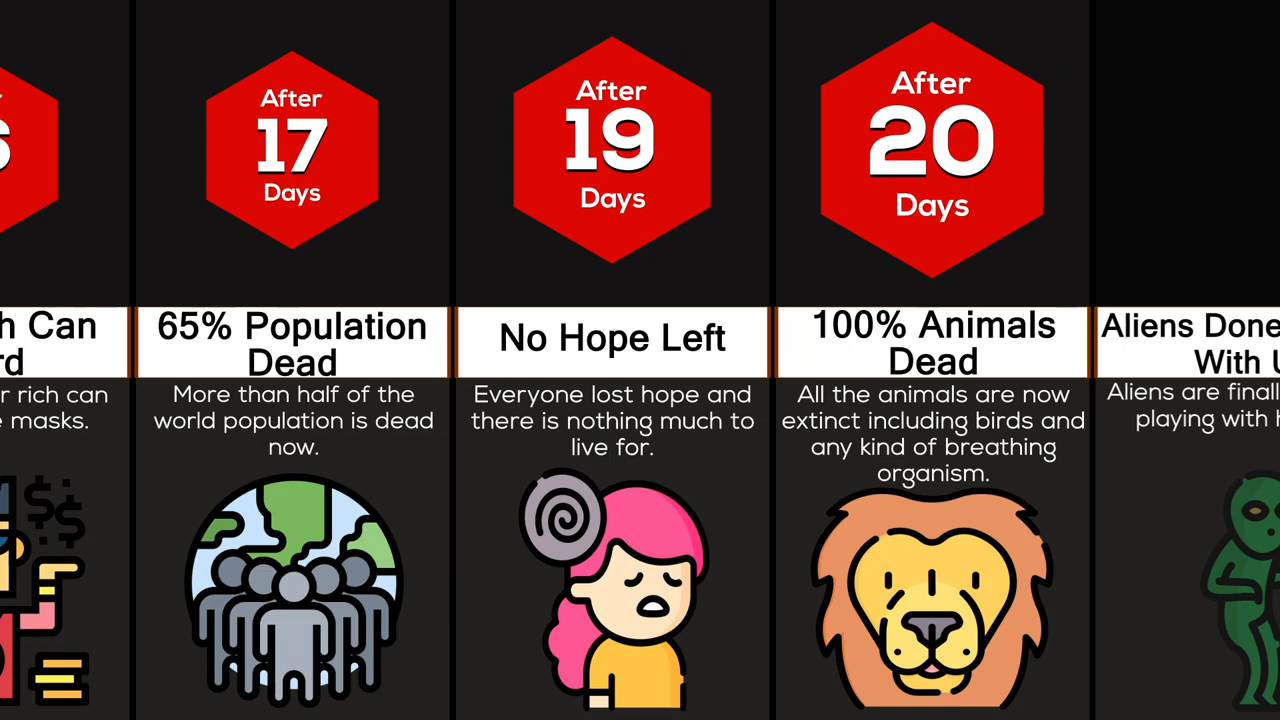 6
h Can
rd
r rich can
e masks.
After
17
Days
65% Population
Dead
More than half of the
world population is dead
now.
After
19
Days
No Hope Left
Everyone lost hope and
there is nothing much to
live for.
After
20
Days
100% Animals
Dead
All the animals are now
extinct including birds and
any kind of breathing
organism.
Aliens Done
With U
Aliens are finall
playing with h